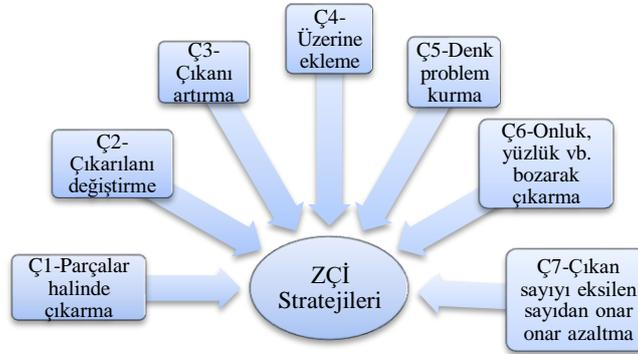 Ç1-Parçalar
halinde
çıkarma
Ç2-
Çıkarılanı
değiştirme
Ç3-
Çıkanı
artırma
Ç4-
Üzerine
ekleme
Ç5-Denk
problem
kurma
Ç6-Onluk,
yüzlük vb.
bozarak
çıkarma
Ç7-Çıkan
sayıyı eksilen
sayıdan onar
onar azaltma
ZÇİ
Stratejileri